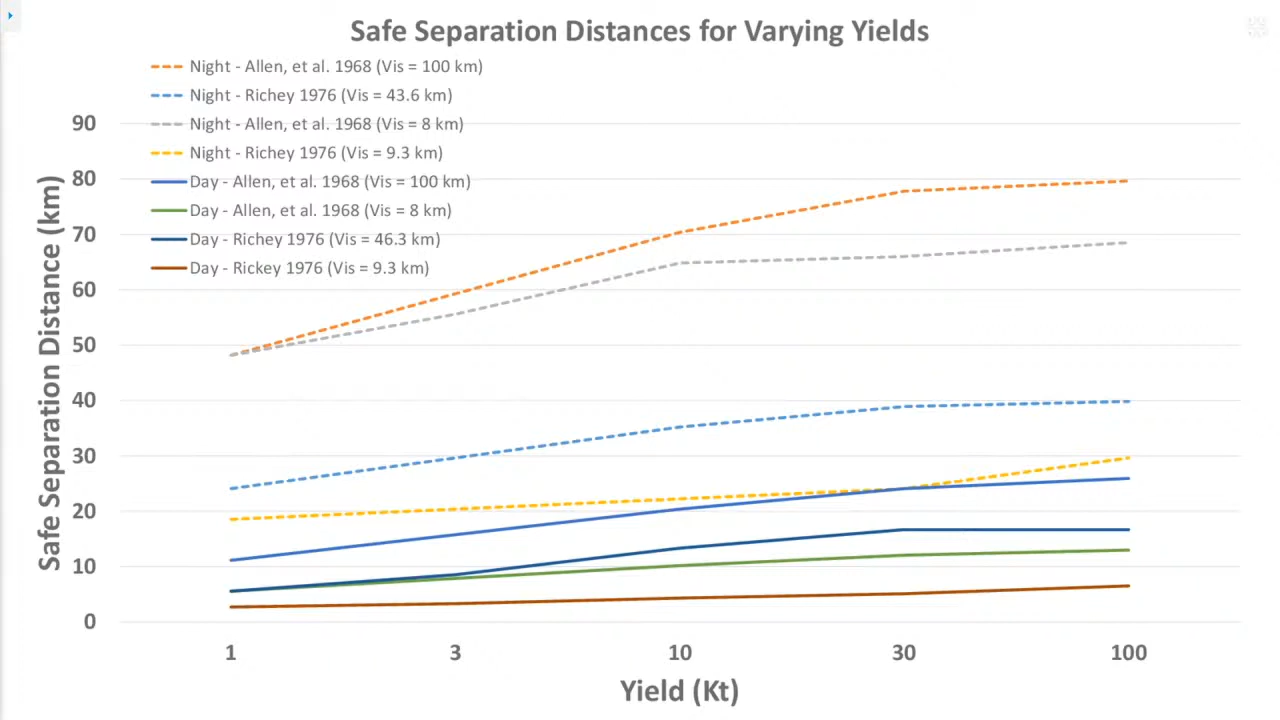 Safe Separation Distances for Varying Yields
Night - Allen, et al. 1968 (Vis = 100 km)
Night - Richey 1976 (Vis = 43.6 km)
Night - Allen, et al. 1968 (Vis = 8 km)
Night - Richey 1976 (Vis = 9.3 km)
Day - Allen, et al. 1968 (Vis = 100 km)
Day - Allen, et al. 1968 (Vis = 8 km)
Day - Richey 1976 (Vis = 46.3 km)
Day - Rickey 1976 (Vis = 9.3 km)
Safe Separation Distance (km)
90
80
70
60
50
40
30
20
10
0
1 3 10 30 100
Yield (Kt)